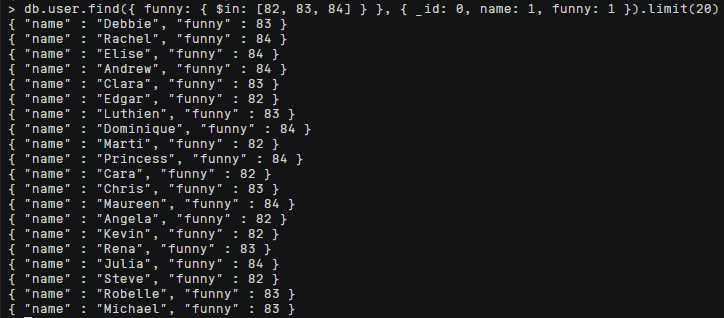 > db.user.find({ funny: { $in: [82, 83, 84] } }, { _id: 0, name: 1, funny: 1 }).limit(20)
{ "name" : "Debbie", "funny" : 83 }
{ "name" : "Rachel", "funny" : 84 }
{ "name" : "Elise", "funny" : 84 }
{ "name" : "Andrew", "funny" : 84 }
{ "name" : "Clara", "funny" : 83 }
{ "name" : "Edgar", "funny" : 82 }
{ "name" : "Luthien", "funny" : 83 }
{ "name" : "Dominique", "funny" : 84 }
{ "name" : "Marti", "funny" : 82 }
{ "name" : "Princess", "funny" : 84 }
{ "name" : "Cara", "funny" : 82 }
{ "name" : "Chris", "funny" : 83 }
{ "name" : "Maureen", "funny" : 84 }
{ "name" : "Angela", "funny" : 82 }
{ "name" : "Kevin", "funny" : 82 }
{ "name" : "Rena", "funny" : 83 }
{ "name" : "Julia", "funny" : 84 }
{ "name" : "Steve", "funny" : 82 }
{ "name" : "Robelle", "funny" : 83 }
{ "name" : "Michael", "funny" : 83 }